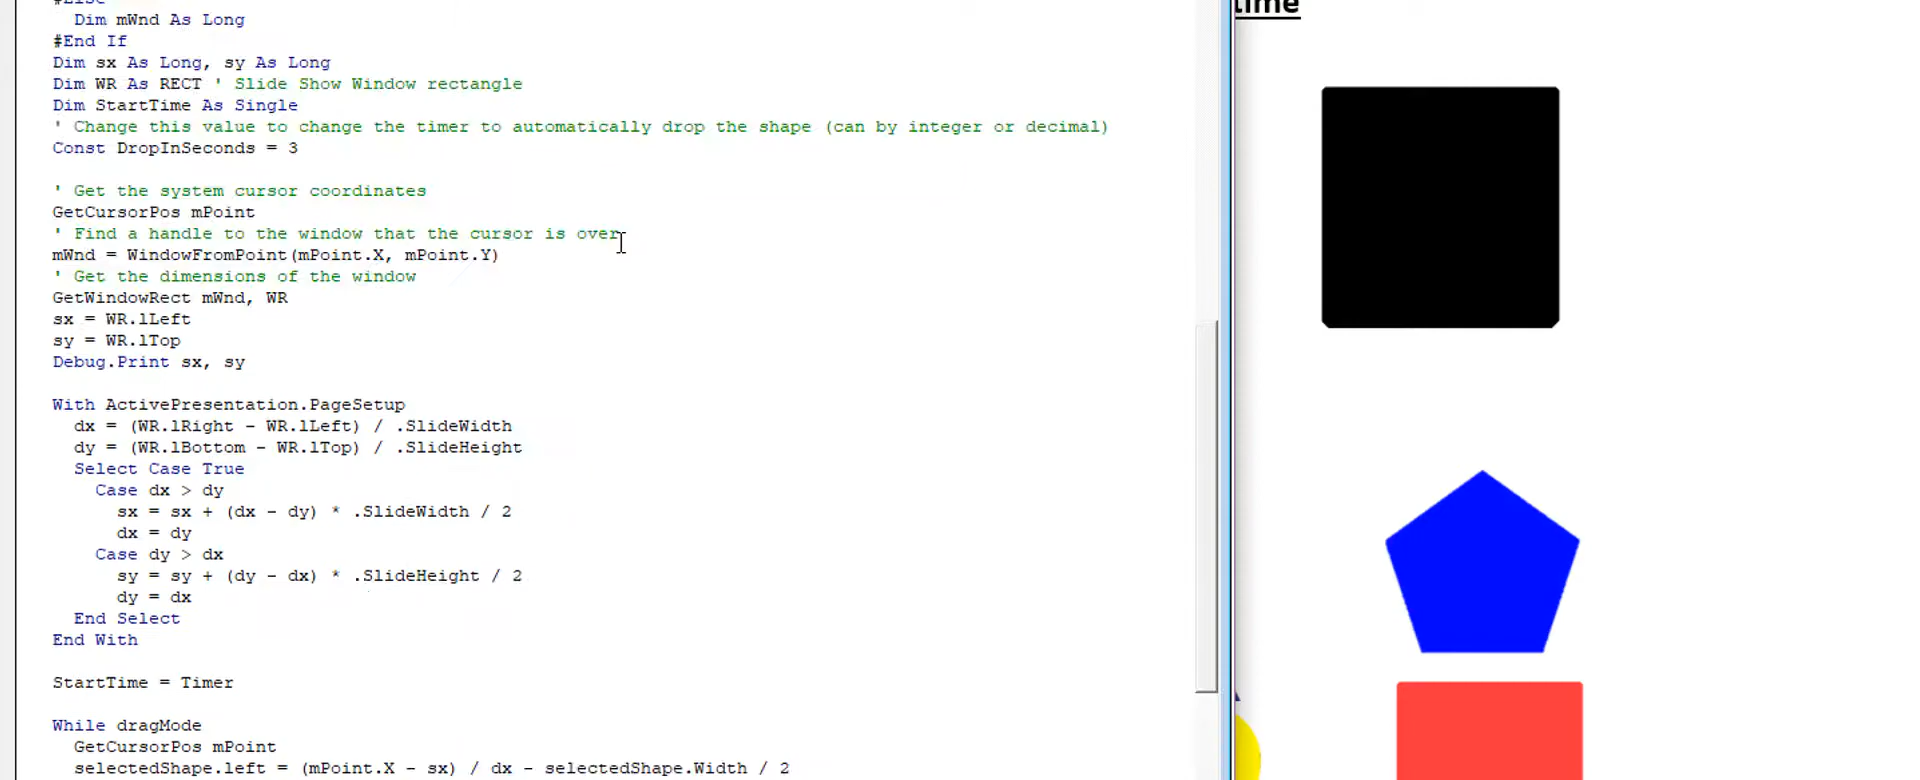 #Else
Dim mWnd As Long
#End If
Dim sx As Long, sy As Long
Dim WR As RECT ' Slide Show Window rectangle
Dim StartTime As Single
' Change this value to change the timer to automatically drop the shape (can by integer or decimal)
Const DropInSeconds = 3
' Get the system cursor coordinates
GetCursorPos mPoint
' Find a handle to the window that the cursor is over
mWnd = WindowFromPoint(mPoint.X, mPoint.Y)
' Get the dimensions of the window
GetWindowRect mWnd, WR
sx = WR.lLeft
sy = WR.lTop
Debug.Print sx, sy
With ActivePresentation.PageSetup
dx = (WR.lRight - WR.lLeft) / .SlideWidth
dy = (WR.lBottom - WR.lTop) / .SlideHeight
Select Case True
Case dx > dy
sx = sx + (dx - dy) * .SlideWidth / 2
dx = dy
Case dy > dx
sy = sy + (dy - dx) * .SlideHeight / 2
dy = dx
End Select
End With
StartTime = Timer
While dragMode
GetCursorPos mPoint
selectedShape.left = (mPoint.X - sx) / dx - selectedShape.Width / 2
time